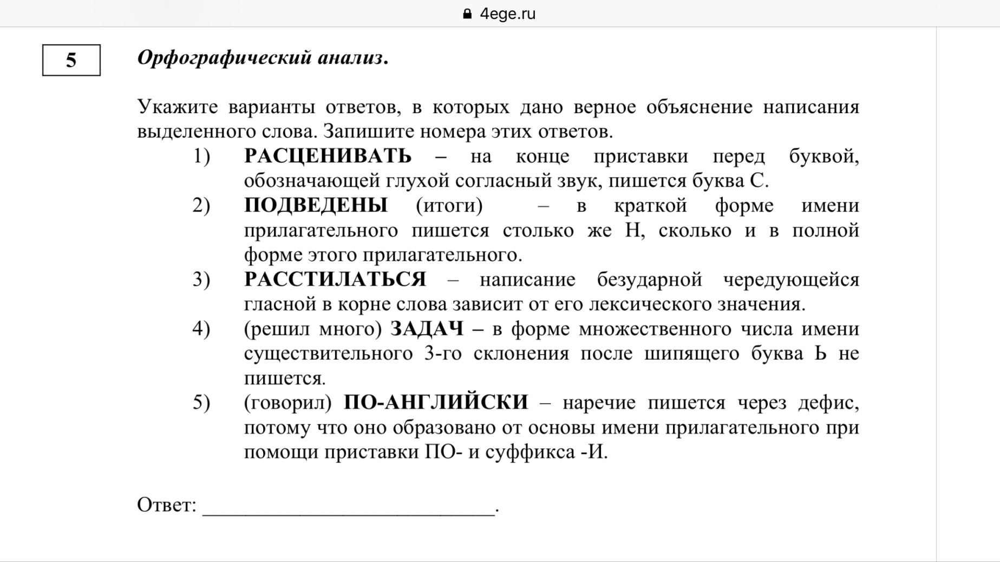 4ege.ru
5 Орфографический анализ.
Укажите варианты ответов, в которых дано верное объяснение написания
выделенного слова. Запишите номера этих ответов.
1) РАСЦЕНИВАТЬ – на конце приставки перед буквой,
обозначающей глухой согласный звук, пишется буква С.
2) ПОДВЕДЕНЫ (итоги) – в краткой форме имени
прилагательного пишется столько же Н, сколько и в полной
форме этого прилагательного.
3) РАССТИЛАТЬСЯ – написание безударной чередующейся
гласной в корне слова зависит от его лексического значения.
4) (решил много) ЗАДАЧ – в форме множественного числа имени
существительного 3-го склонения после шипящего буква Ь не
пишется.
5) (говорил) ПО-АНГЛИЙСКИ – наречие пишется через дефис,
потому что оно образовано от основы имени прилагательного при
помощи приставки ПО- и суффикса -И.
Ответ: ___________________________.